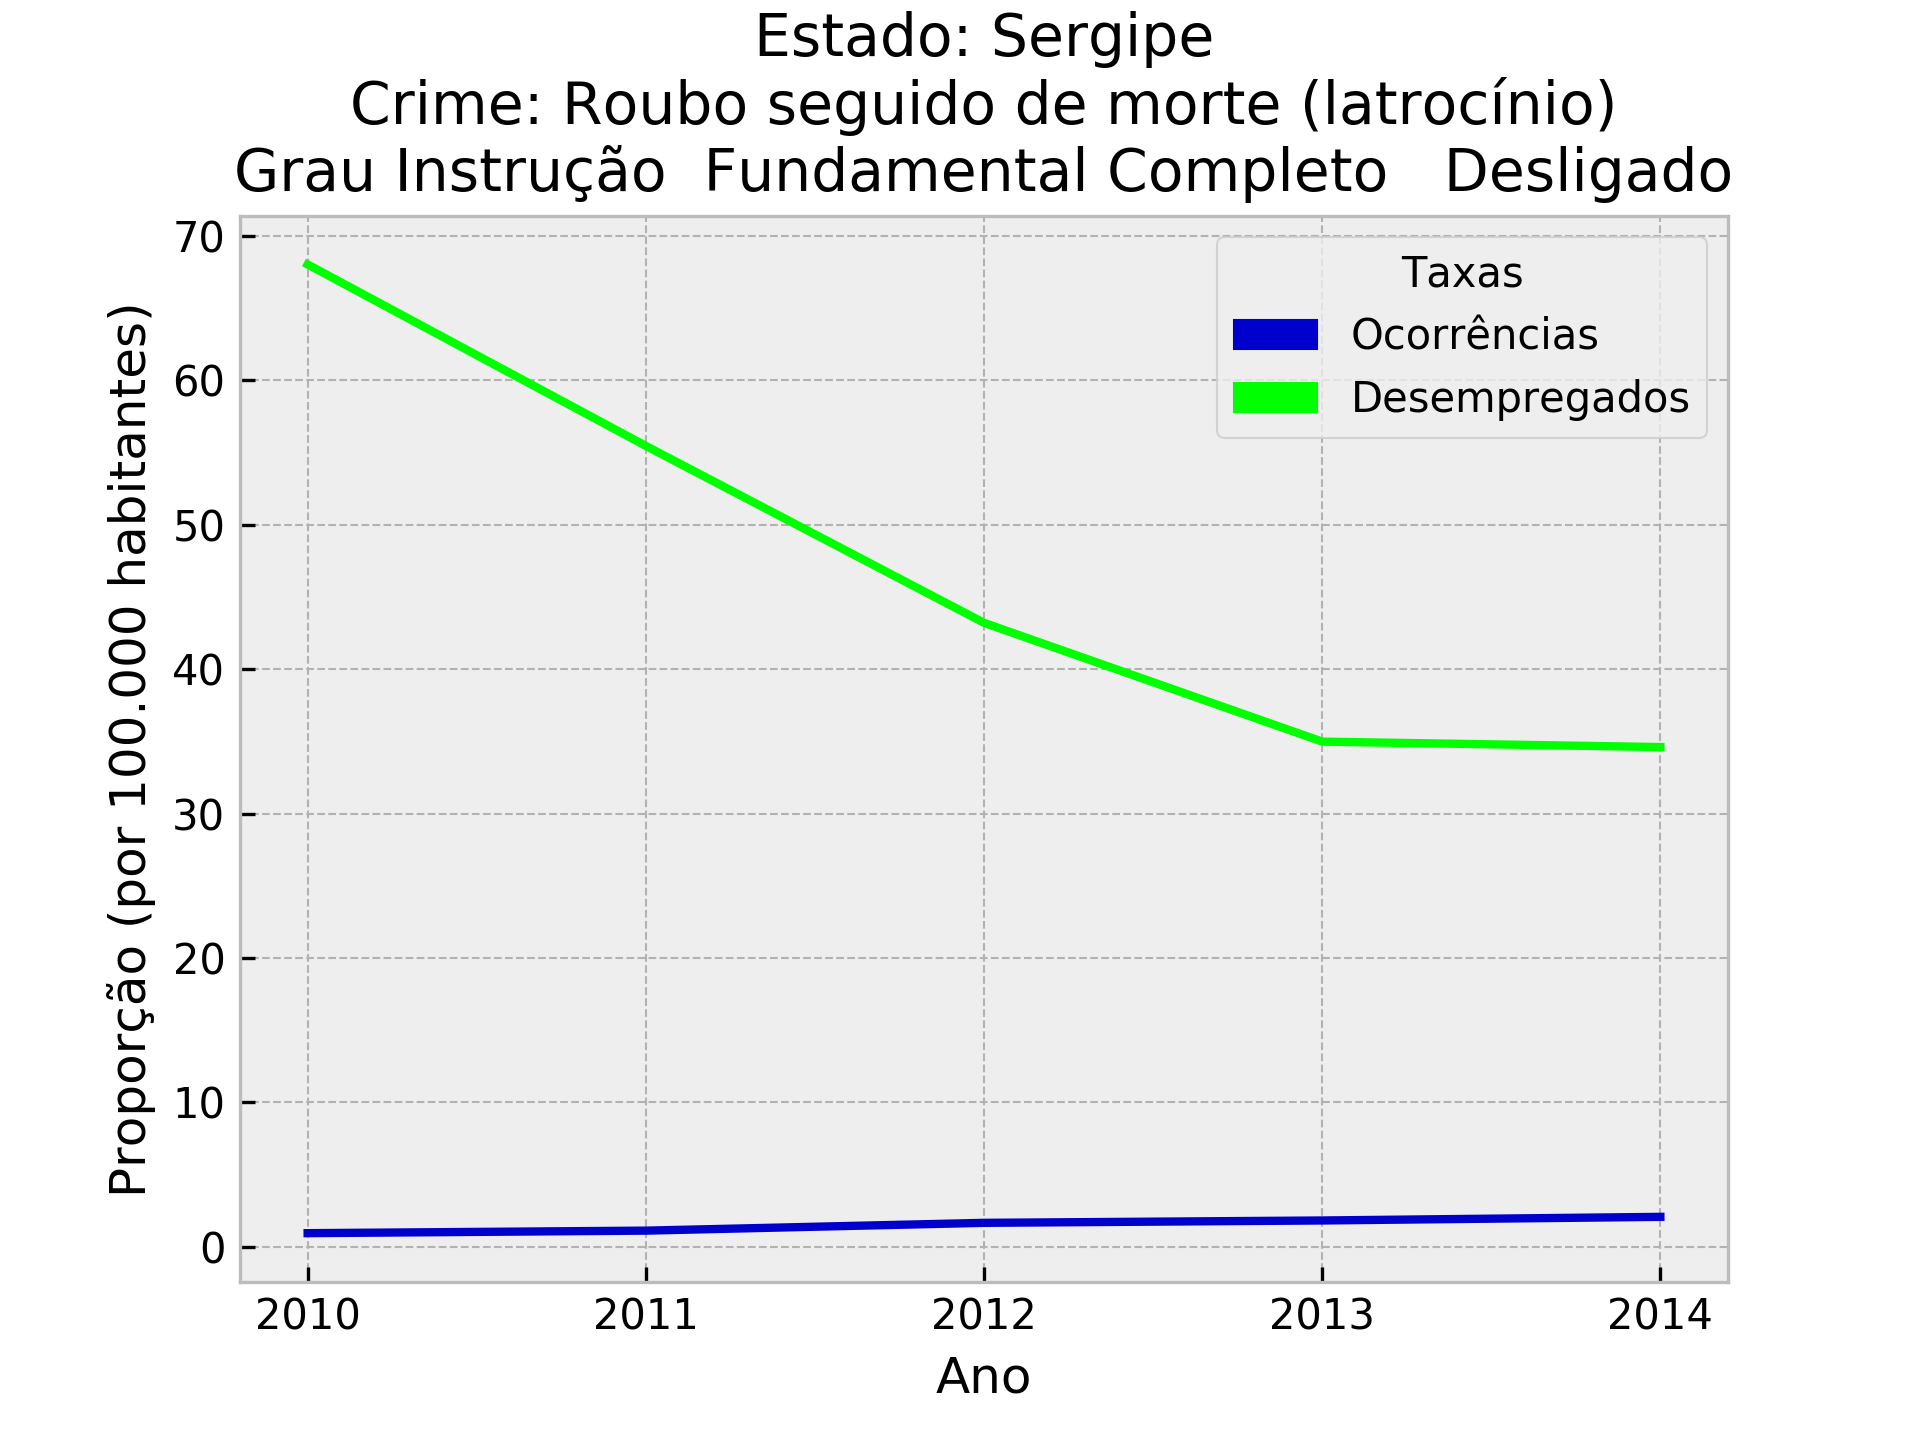 Estado: Sergipe
Crime: Roubo seguido de morte (latrocínio)
Grau Instrução  Fundamental Completo   Desligado
70
60
50
40
30
20
10
0
Proporção (por 100.000 habitantes)
Taxas
Ocorrências
Desempregados
2010
2011
2012
2013
2014
Ano